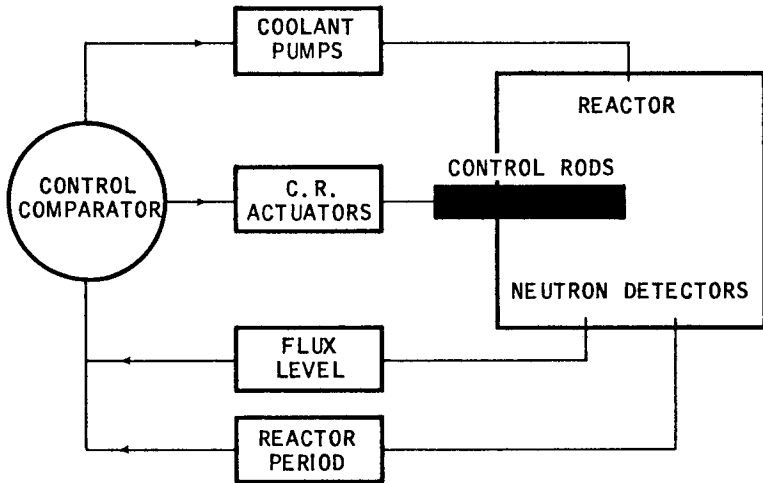 COOLANT
PUMPS
REACTOR
CONTROL RODS
CONTROL
COMPARATOR
C.R.
ACTUATORS
NEUTRON DETECTORS
FLUX
LEVEL
REACTOR
PERIOD